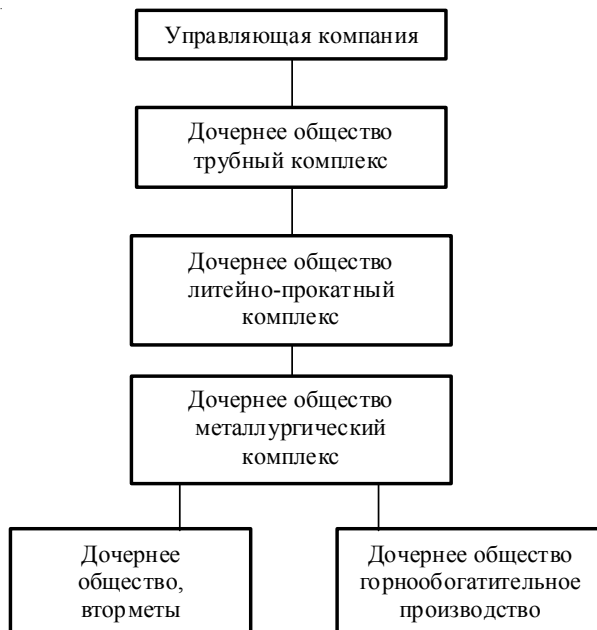 Управляющая компания
Дочернее общество
трубный комплекс
Дочернее общество
литейно-прокатный
комплекс
Дочернее общество
металлургический
комплекс
Дочернее
общество,
вторметы
Дочернее общество
горнообогатительное
производство